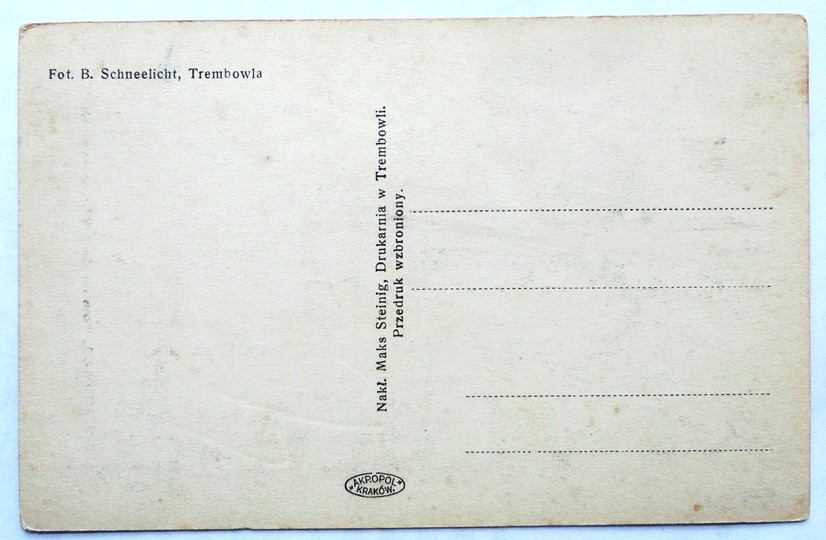 Fot. B. Schneelicht, Trembowla
Nakł. Maks Steinig, Drukarnia w Trembowli.
Przedruk wzbroniony.
"AKROPOL"
KRAKÓW.